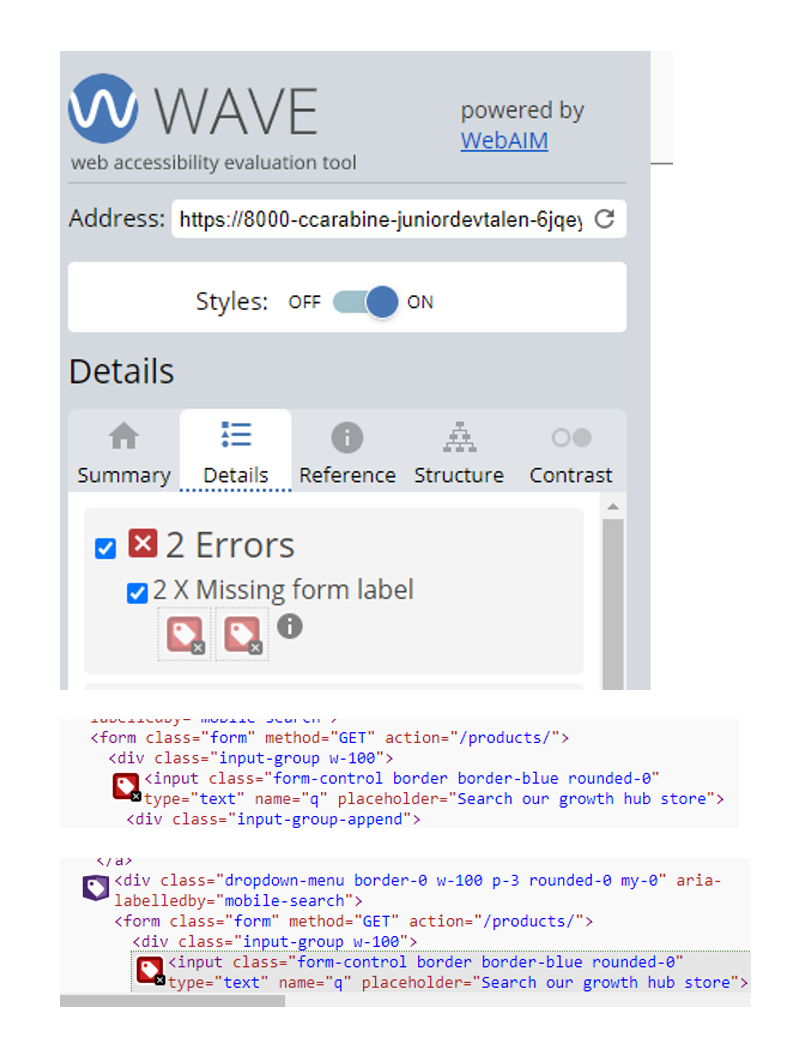 WAVE
powered by
WebAIM
web accessibility evaluation tool
Address: https://8000-ccarabine-juniordevtalen-6jqey
Styles: OFF ON
Details
Summary Details Reference Structure Contrast
2 Errors
2 X Missing form label
labelledby="mobile-search">
<form class="form" method="GET" action="/products/">
<div class="input-group w-100">
<input class="form-control border border-blue rounded-0"
type="text" name="q" placeholder="Search our growth hub store">
<div class="input-group-append">
</a>
<div class="dropdown-menu border-0 w-100 p-3 rounded-0 my-0" aria-
labelledby="mobile-search">
<form class="form" method="GET" action="/products/">
<div class="input-group w-100">
<input class="form-control border border-blue rounded-0"
type="text" name="q" placeholder="Search our growth hub store">